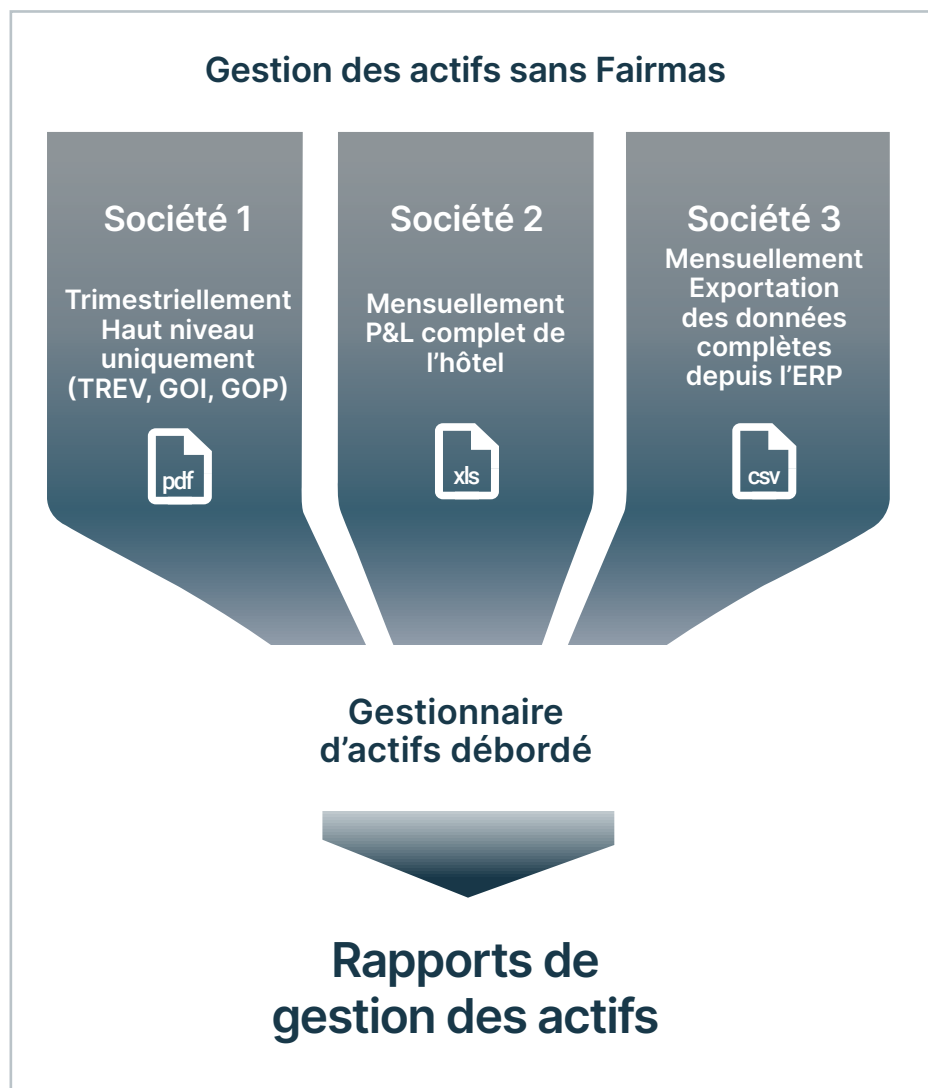 Gestion des actifs sans Fairmas
Société 1
Trimestriellement
Haut niveau
uniquement
(TREV, GOI, GOP)
pdf
Société 2
Mensuellement
P&L complet de
l’hôtel
xls
Société 3
Mensuellement
Exportation
des données
complètes
depuis l’ERP
csv
Gestionnaire
d’actifs débordé
Rapports de
gestion des actifs